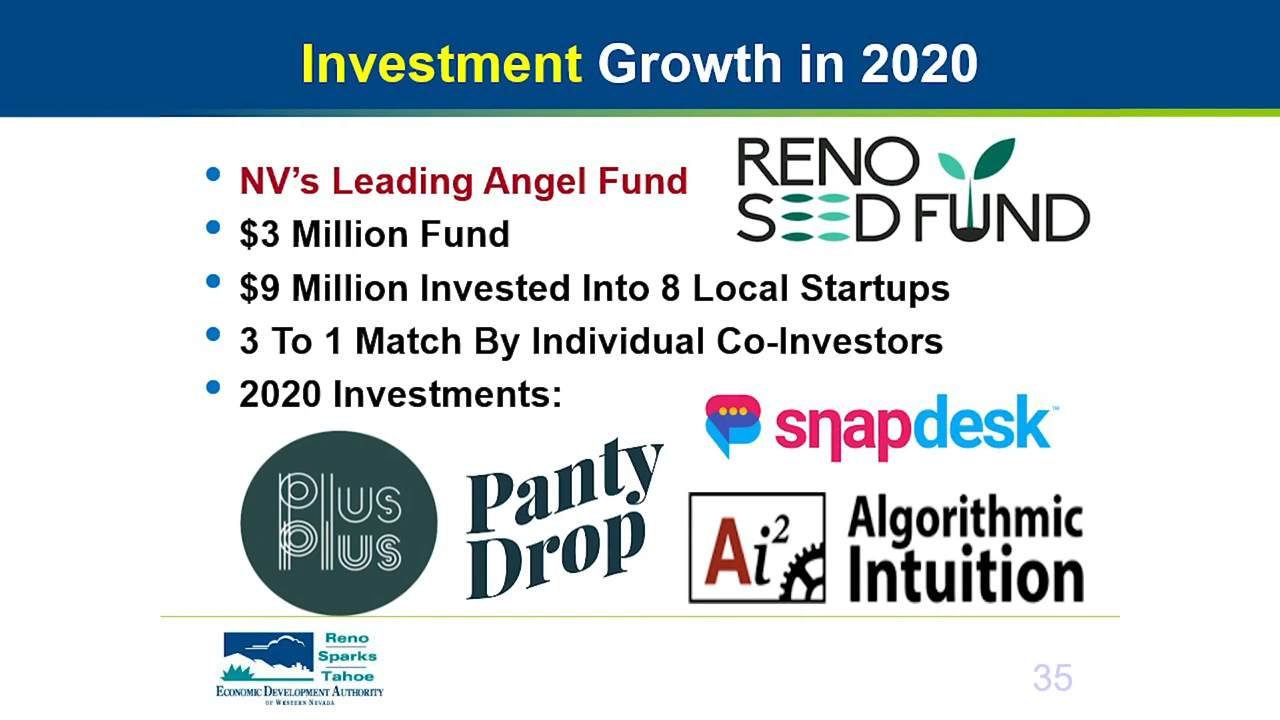 Investment Growth in 2020
NV’s Leading Angel Fund
$3 Million Fund
$9 Million Invested Into 8 Local Startups
3 To 1 Match By Individual Co-Investors
2020 Investments:
RENO
SEED FUND
snapdesk™
Plus
Plus
Panty
Drop
Ai²
Algorithmic
Intuition
Reno
Sparks
Tahoe
ECONOMIC DEVELOPMENT AUTHORITY
OF WESTERN NEVADA
35